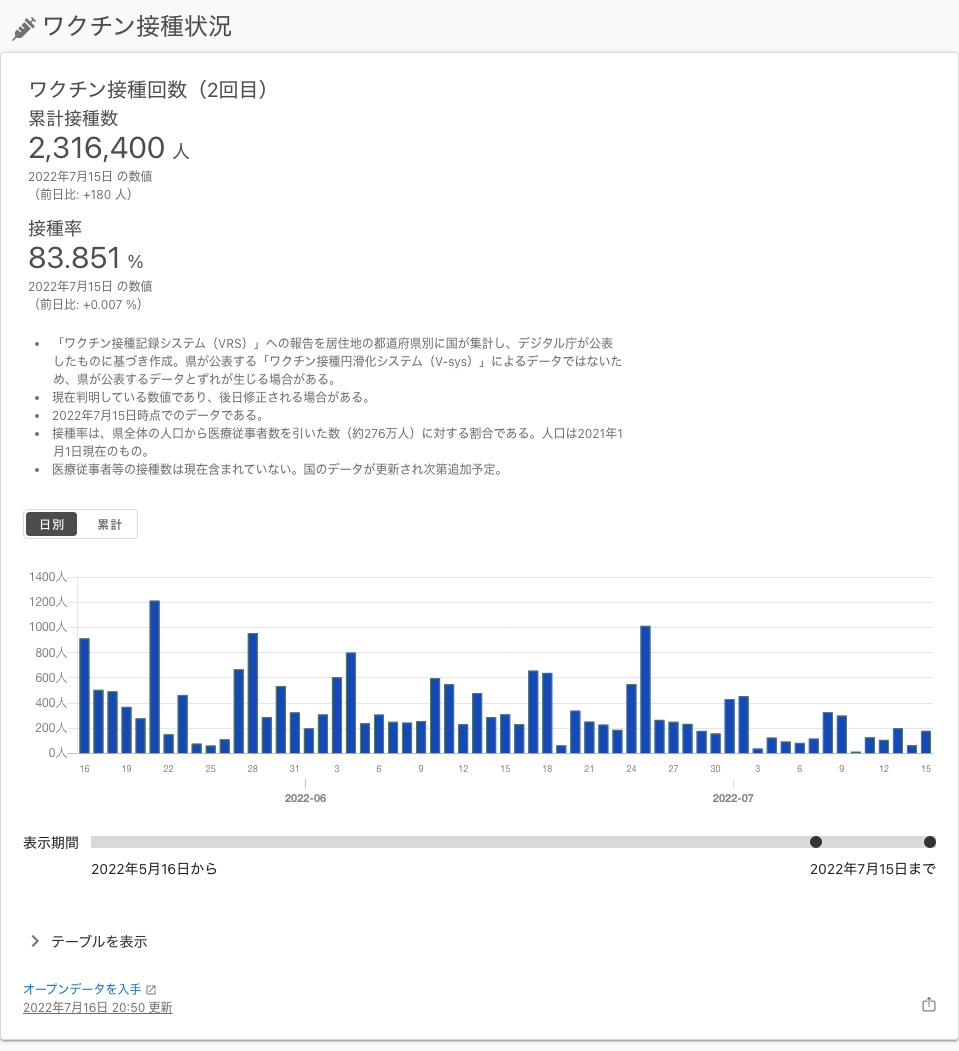 ワクチン接種状況
ワクチン接種回数（2回目）
累計接種数
2,316,400 人
2022年7月15日 の数値
（前日比: +180 人）
接種率
83.851 %
2022年7月15日 の数値
（前日比: +0.007 %）
• 「ワクチン接種記録システム（VRS）」への報告を居住地の都道府県別に国が集計し、デジタル庁が公表
したものに基づき作成。県が公表する「ワクチン接種円滑化システム（V-sys）」によるデータではないた
め、県が公表するデータとずれが生じる場合がある。
• 現在判明している数値であり、後日修正される場合がある。
• 2022年7月15日時点でのデータである。
• 接種率は、県全体の人口から医療従事者数を引いた数（約276万人）に対する割合である。人口は2021年1
月1日現在のもの。
• 医療従事者等の接種数は現在含まれていない。国のデータが更新され次第追加予定。
日別 累計
1400人
1200人
1000人
800人
600人
400人
200人
0人
16 19 22 25 28 31 3 6 9 12 15 18 21 24 27 30 3 6 9 12 15
2022-06 2022-07
表示期間
2022年5月16日から 2022年7月15日まで
テーブルを表示
オープンデータを入手
2022年7月16日 20:50 更新